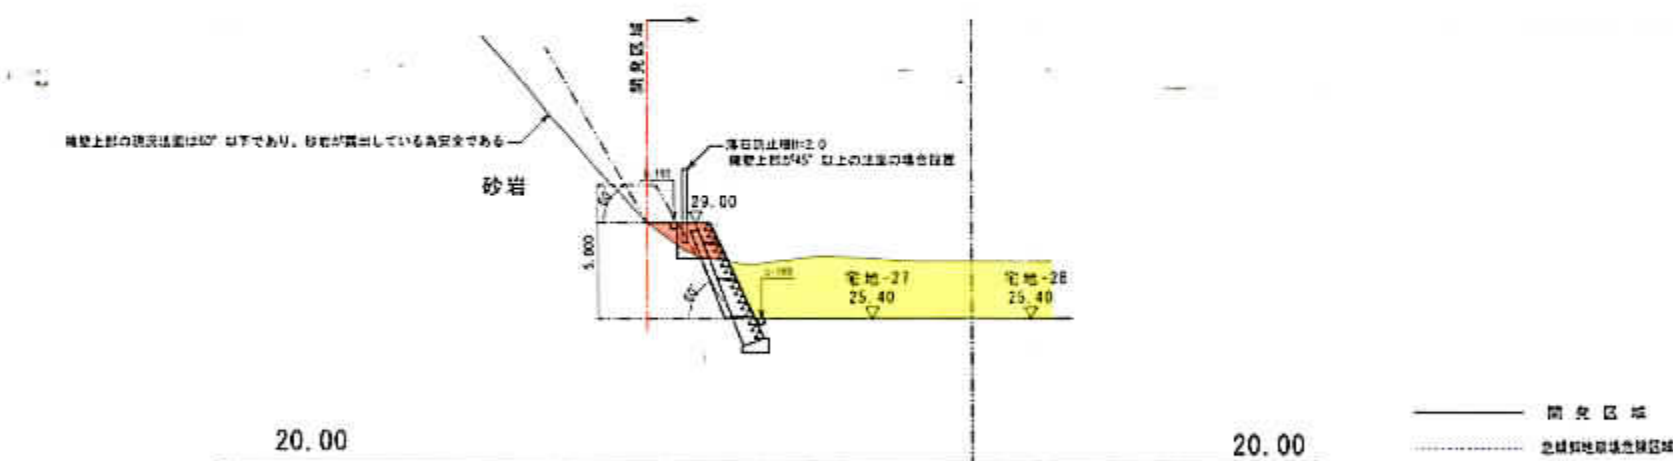 開発区域
擁壁上部の現況法面は60°以下であり、砂岩が露出している為安全である
落石防止柵H=2.0
擁壁上部が45°以上の法面の場合設置
砂岩
29.00
60°
5.000
60°
宅地-27
25.40
宅地-28
25.40
20.00
20.00
開発区域
急傾斜地崩壊危険区域